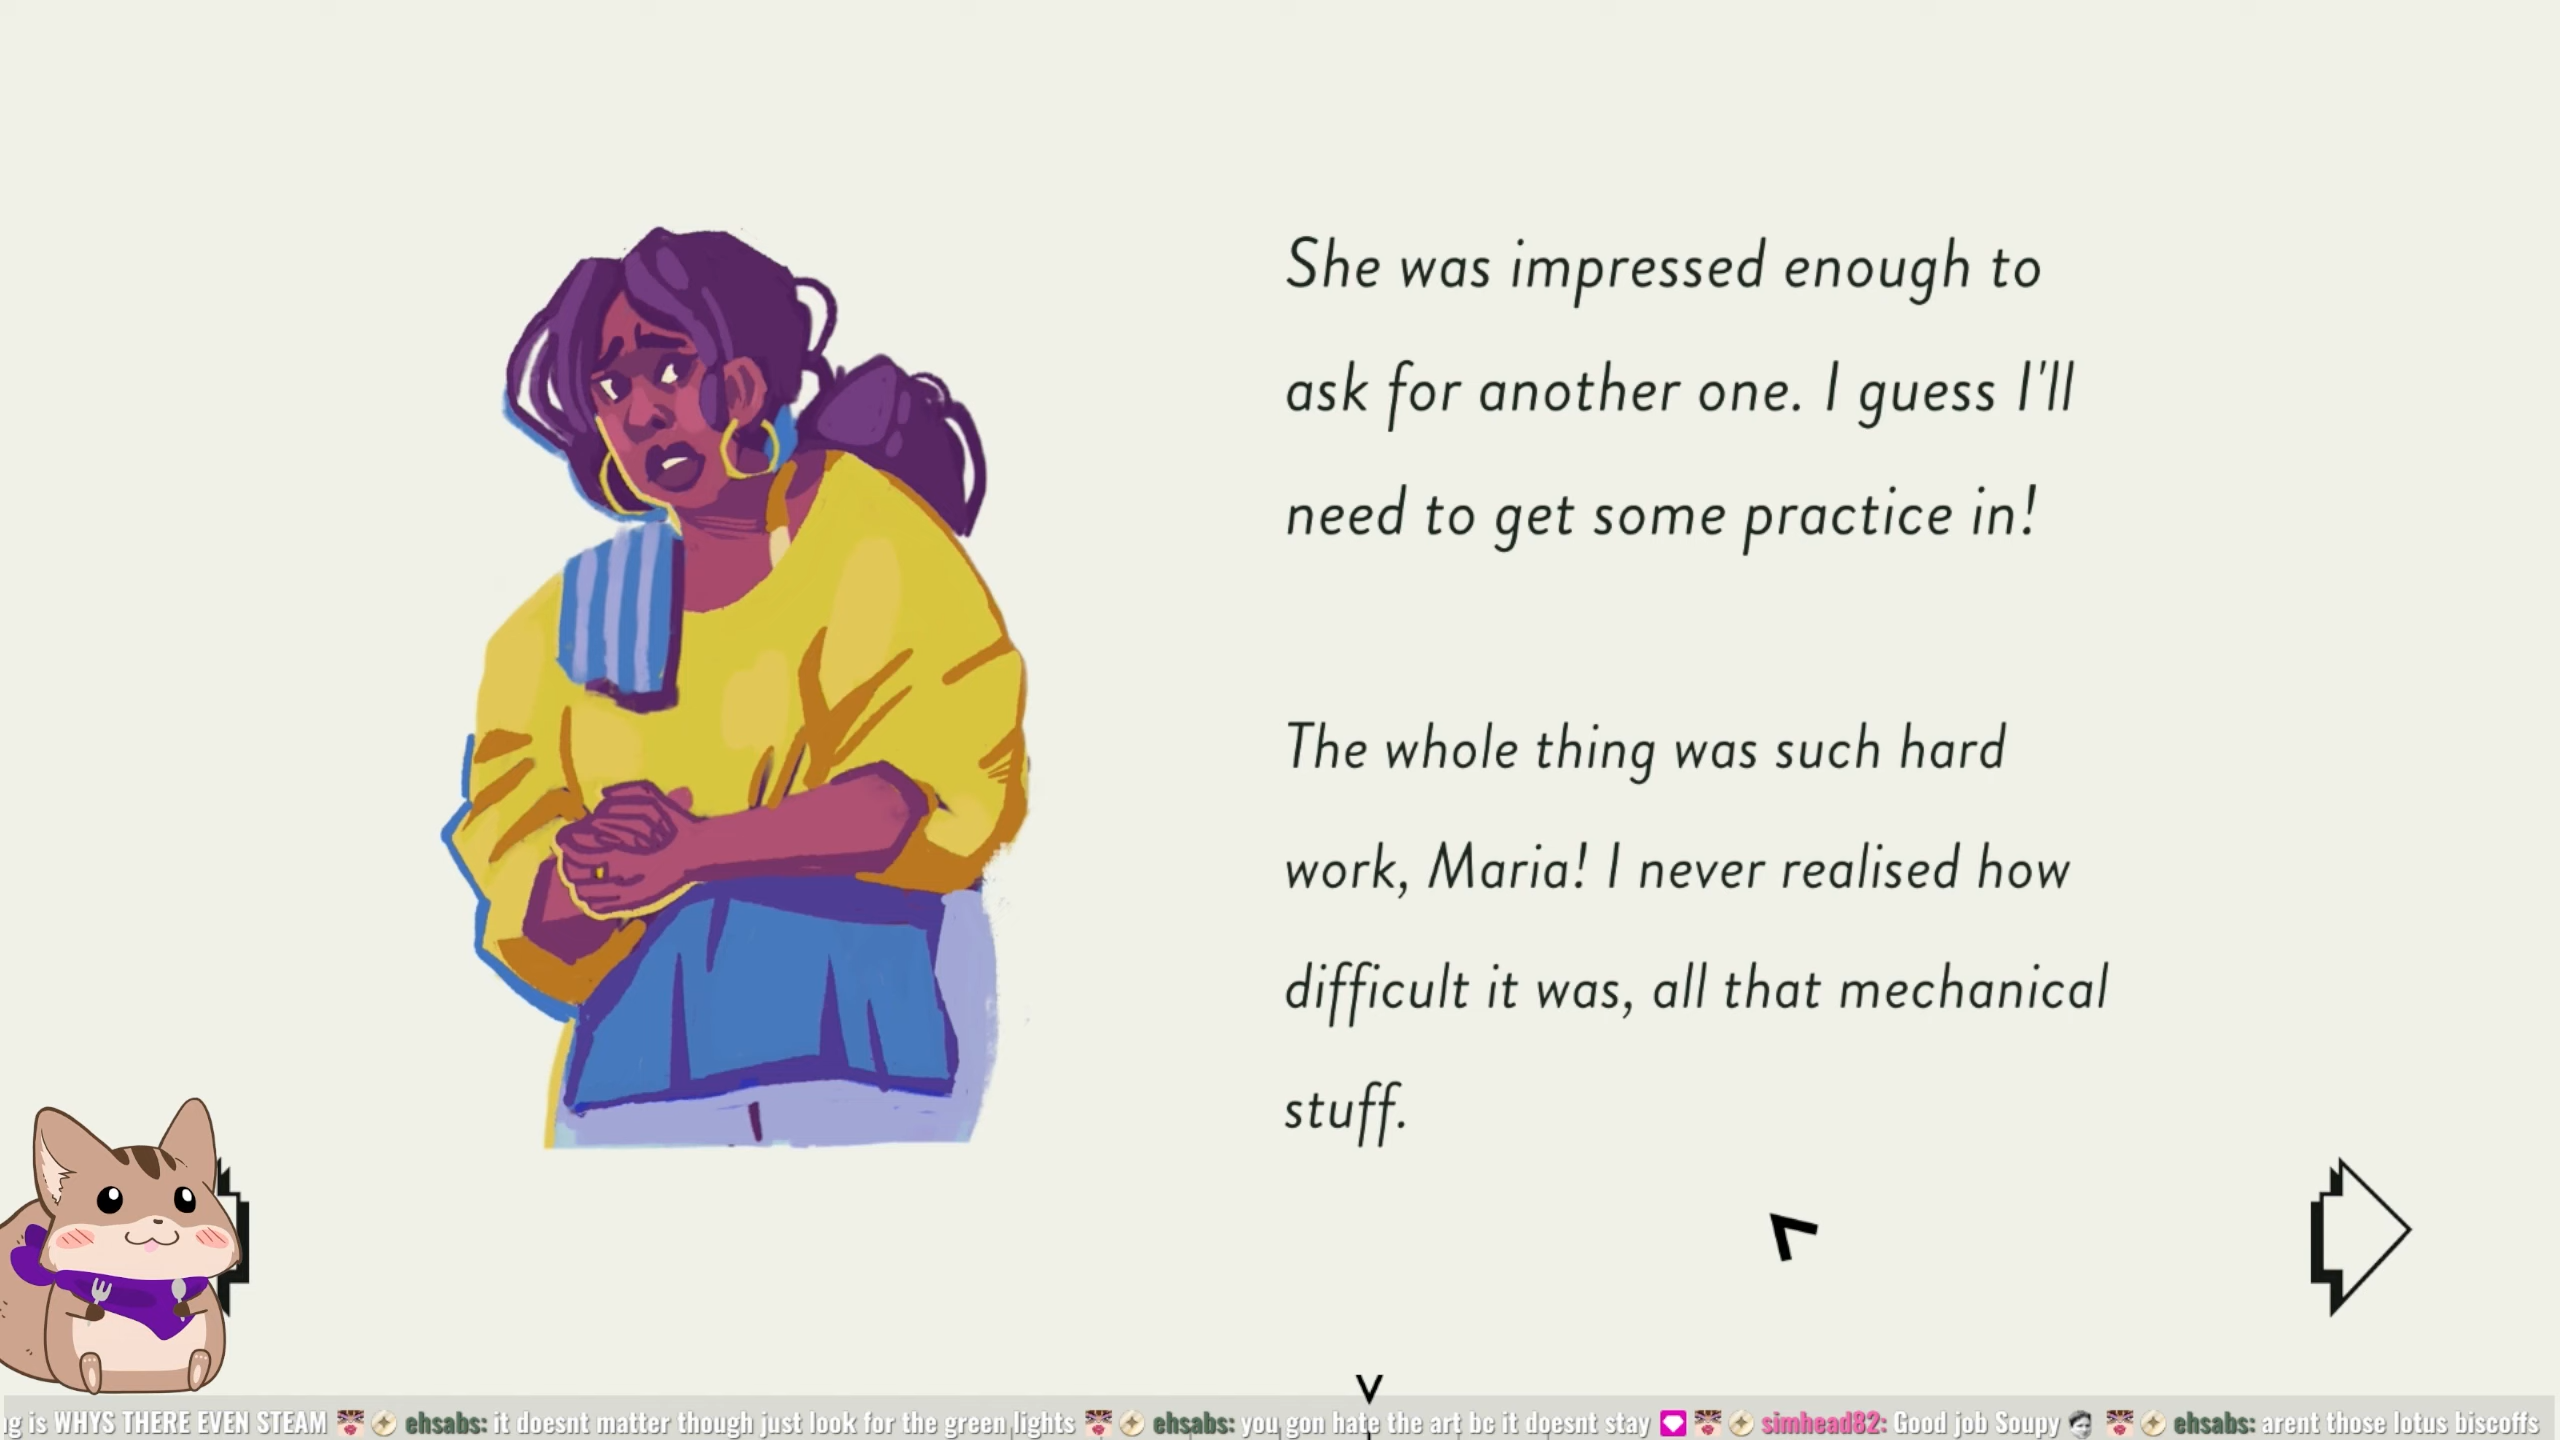 She was impressed enough to
ask for another one. I guess I'll
need to get some practice in!
The whole thing was such hard
work, Maria! I never realised how
difficult it was, all that mechanical
stuff.
g is WHYS THERE EVEN STEAM ehsabs: it doesnt matter though just look for the green lights ehsabs: you gon hate the art bc it doesnt stay simhead82: Good job Soupy ehsabs: arent those lotus biscoffs